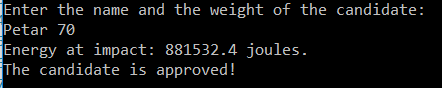 Enter the name and the weight of the candidate:
Petar 70
Energy at impact: 881532.4 joules.
The candidate is approved!